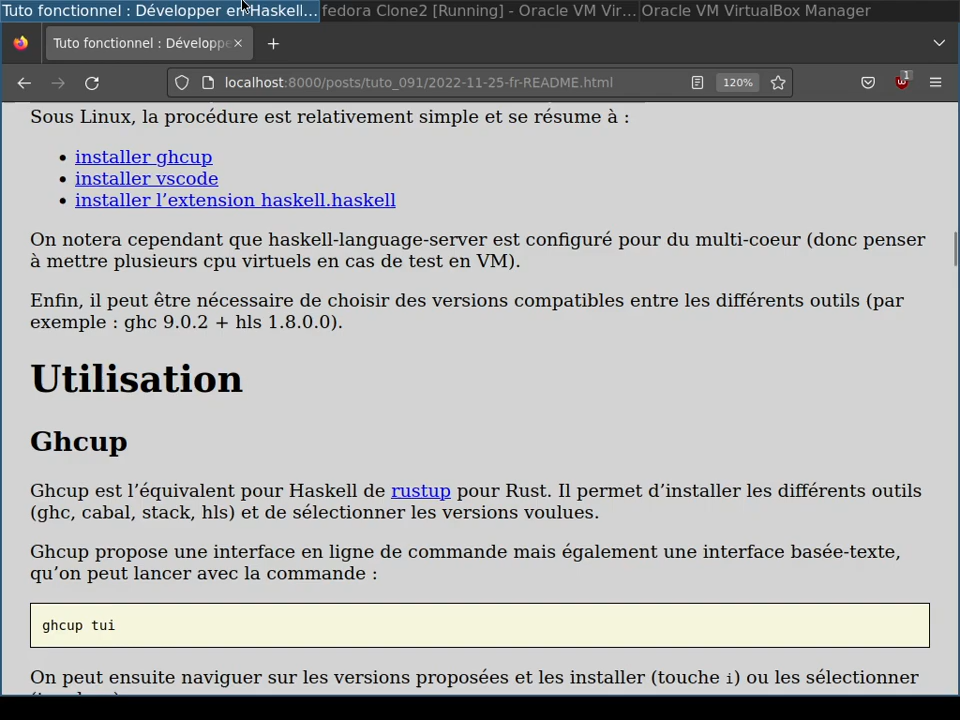 Tuto fonctionnel : Développer en Haskell... fedora Clone2 [Running] - Oracle VM Vir... Oracle VM VirtualBox Manager
Tuto fonctionnel : Développe
localhost:8000/posts/tuto_091/2022-11-25-fr-README.html 120% 1
Sous Linux, la procédure est relativement simple et se résume à :
• installer ghcup
• installer vscode
• installer l’extension haskell.haskell
On notera cependant que haskell-language-server est configuré pour du multi-coeur (donc penser
à mettre plusieurs cpu virtuels en cas de test en VM).
Enfin, il peut être nécessaire de choisir des versions compatibles entre les différents outils (par
exemple : ghc 9.0.2 + hls 1.8.0.0).
Utilisation
Ghcup
Ghcup est l’équivalent pour Haskell de rustup pour Rust. Il permet d’installer les différents outils
(ghc, cabal, stack, hls) et de sélectionner les versions voulues.
Ghcup propose une interface en ligne de commande mais également une interface basée-texte,
qu’on peut lancer avec la commande :
ghcup tui
On peut ensuite naviguer sur les versions proposées et les installer (touche i) ou les sélectionner